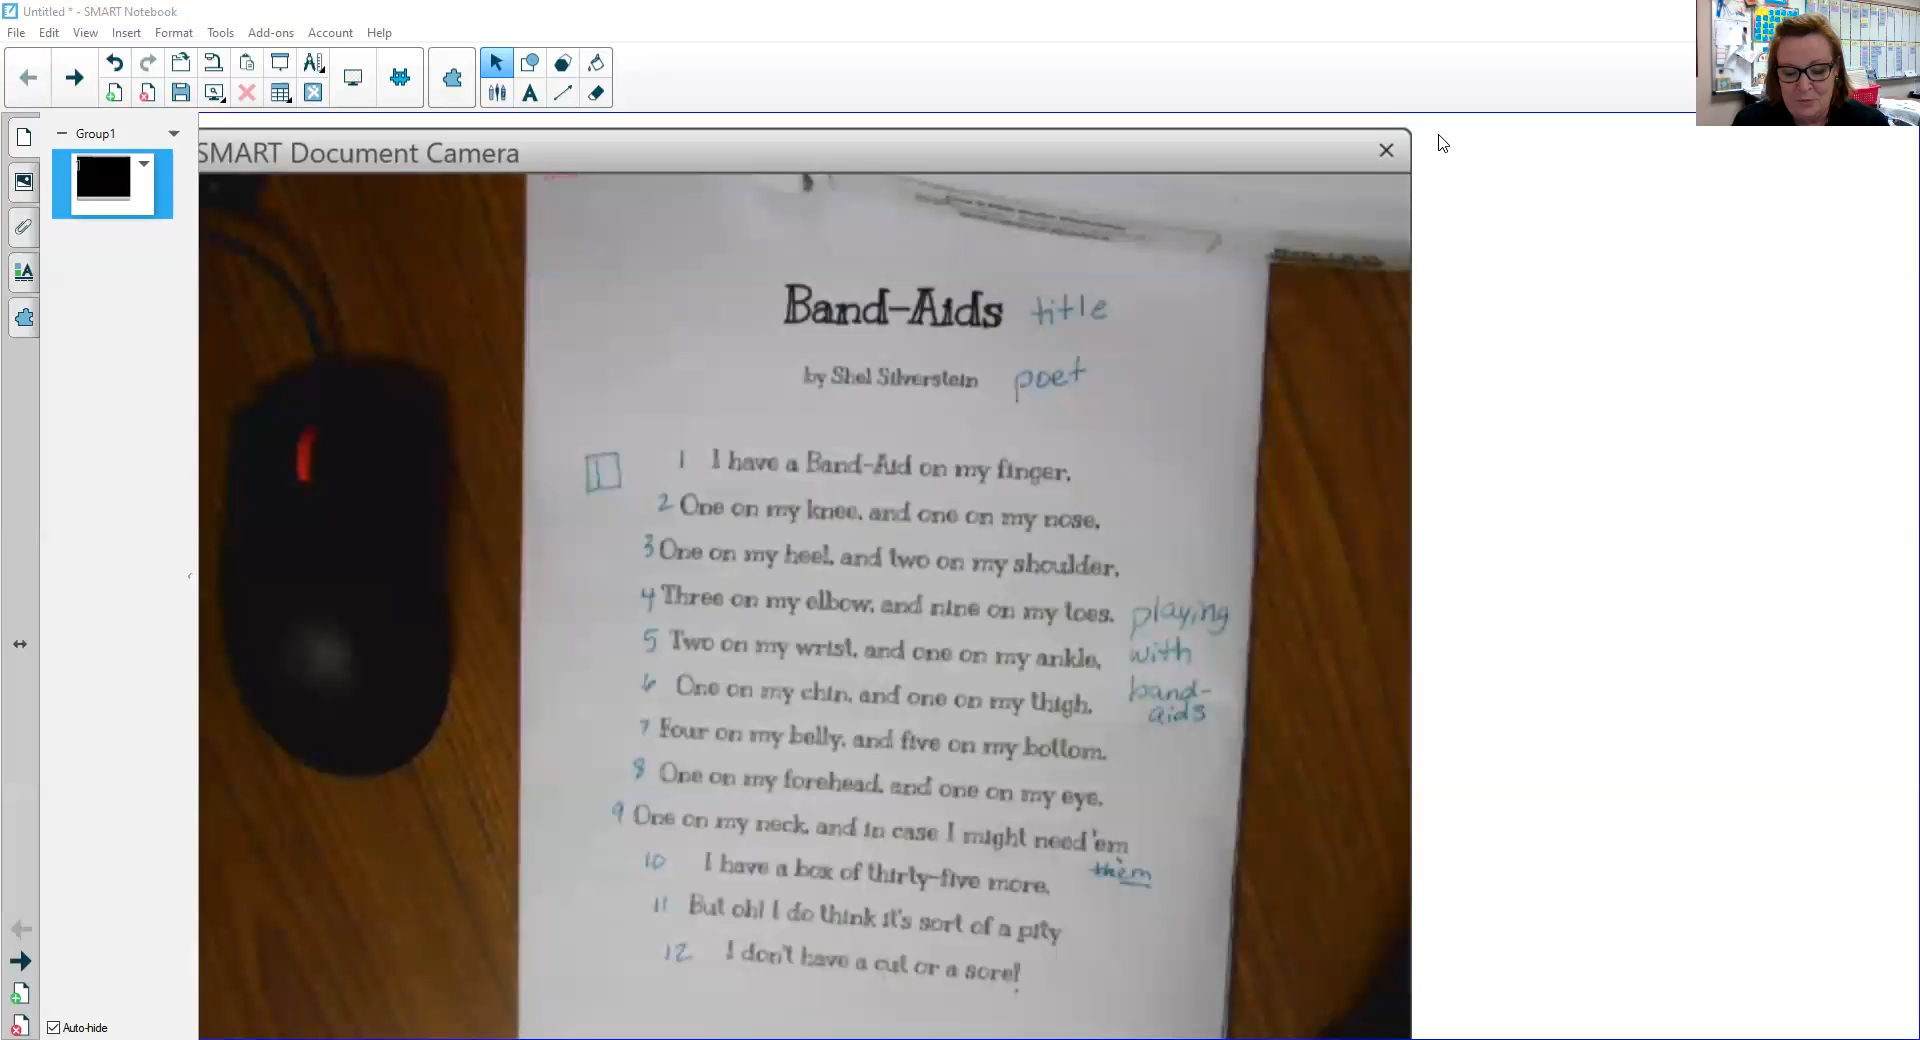 Untitled * - SMART Notebook
File Edit View Insert Format Tools Add-ons Account Help
Group1
SMART Document Camera
Band-Aids title
by Shel Silverstein poet
1 1 I have a Band-Aid on my finger,
2 One on my knee, and one on my nose,
3 One on my heel, and two on my shoulder,
4 Three on my elbow, and nine on my toes. playing
5 Two on my wrist, and one on my ankle, with
6 One on my chin, and one on my thigh, band-
aids
7 Four on my belly, and five on my bottom,
8 One on my forehead, and one on my eye,
9 One on my neck, and in case I might need 'em
them
10 I have a box of thirty-five more.
11 But oh! I do think it's sort of a pity
12 I don't have a cut or a sore!
Auto-hide